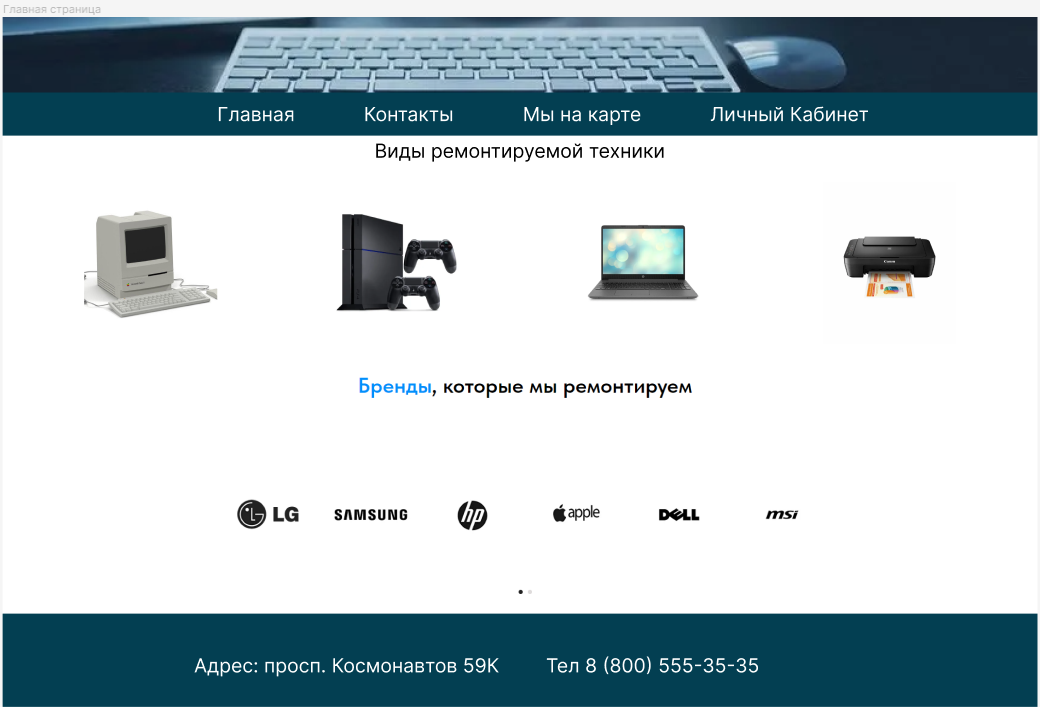 Главная страница
Главная Контакты Мы на карте Личный Кабинет
Виды ремонтируемой техники
Canon
Бренды, которые мы ремонтируем
LG SAMSUNG hp apple DELL msi
Адрес: просп. Космонавтов 59К Тел 8 (800) 555-35-35